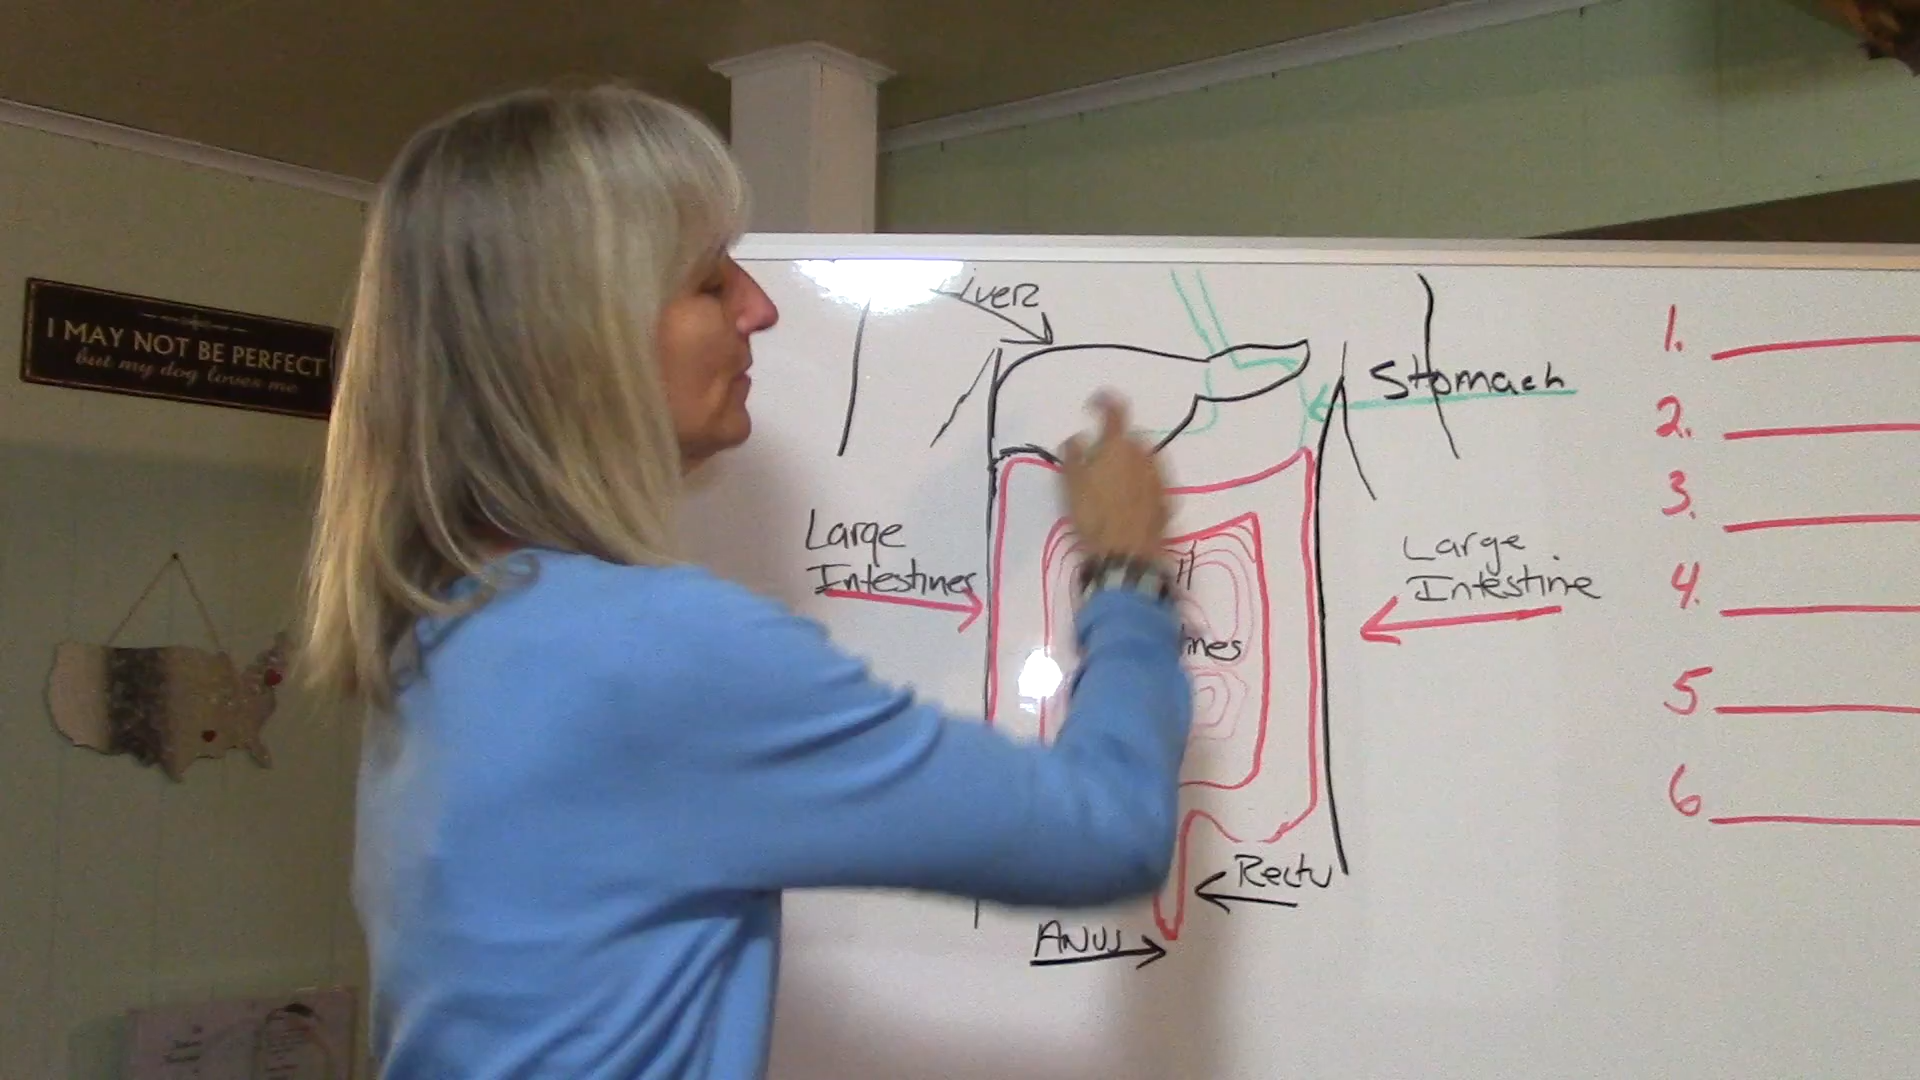 I MAY NOT BE PERFECT
but my dog loves me
Stomach
Large
Intestines
Large
Intestine
Rectu
Anus
1.
2.
3.
4.
5
6